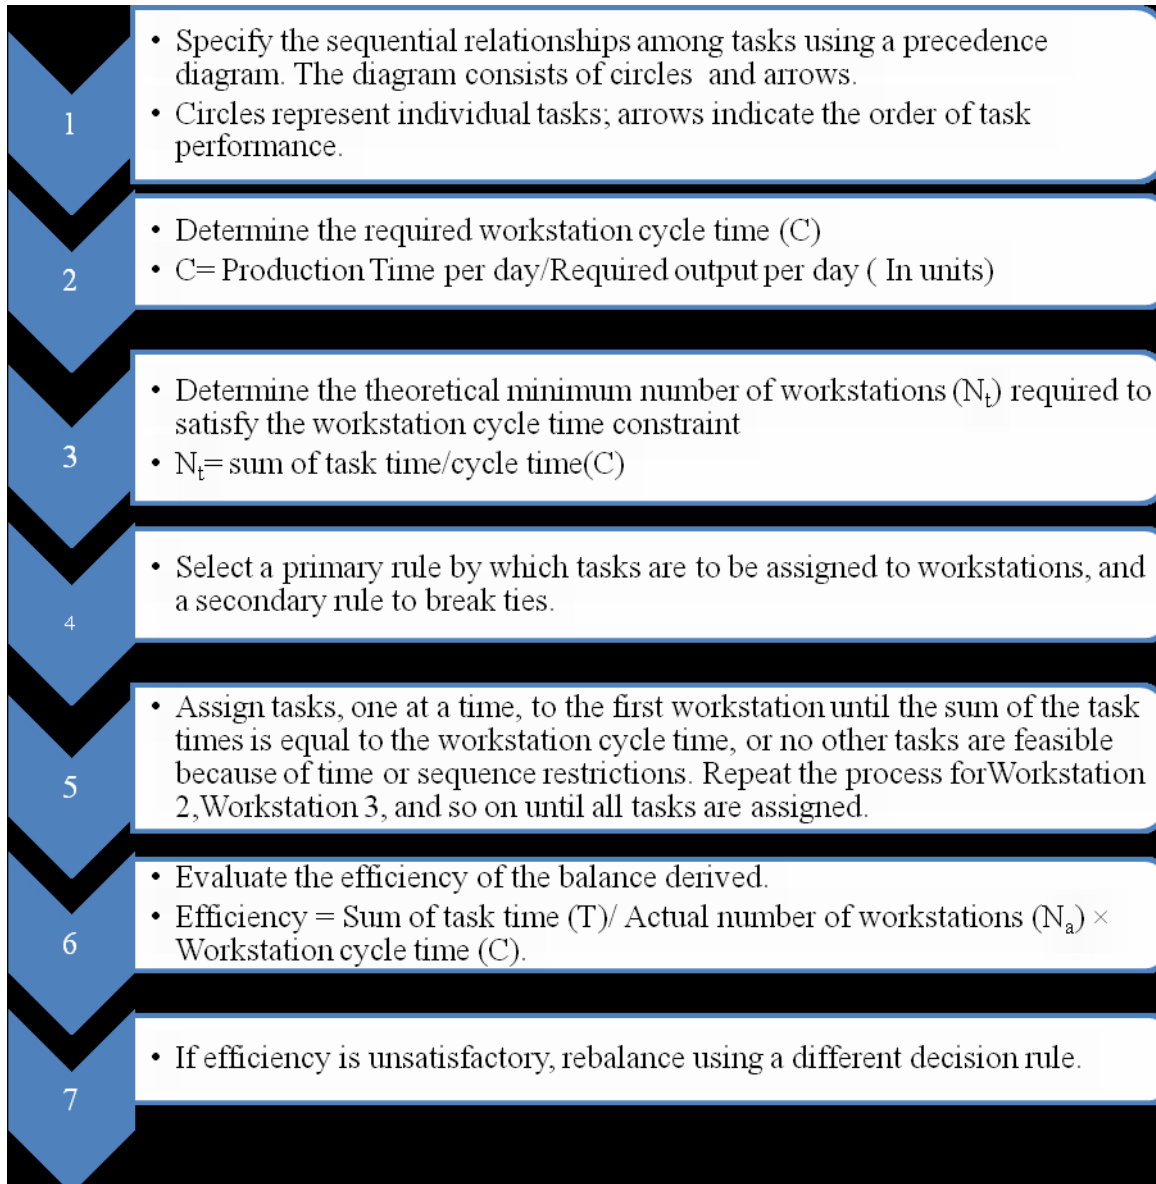 1
• Specify the sequential relationships among tasks using a precedence
diagram. The diagram consists of circles and arrows.
• Circles represent individual tasks; arrows indicate the order of task
performance.
2
• Determine the required workstation cycle time (C)
• C= Production Time per day/Required output per day ( In units)
3
• Determine the theoretical minimum number of workstations (Nₜ) required to
satisfy the workstation cycle time constraint
• Nₜ= sum of task time/cycle time(C)
4
• Select a primary rule by which tasks are to be assigned to workstations, and
a secondary rule to break ties.
5
• Assign tasks, one at a time, to the first workstation until the sum of the task
times is equal to the workstation cycle time, or no other tasks are feasible
because of time or sequence restrictions. Repeat the process forWorkstation
2,Workstation 3, and so on until all tasks are assigned.
6
• Evaluate the efficiency of the balance derived.
• Efficiency = Sum of task time (T)/ Actual number of workstations (Nₐ) ×
Workstation cycle time (C).
7
• If efficiency is unsatisfactory, rebalance using a different decision rule.